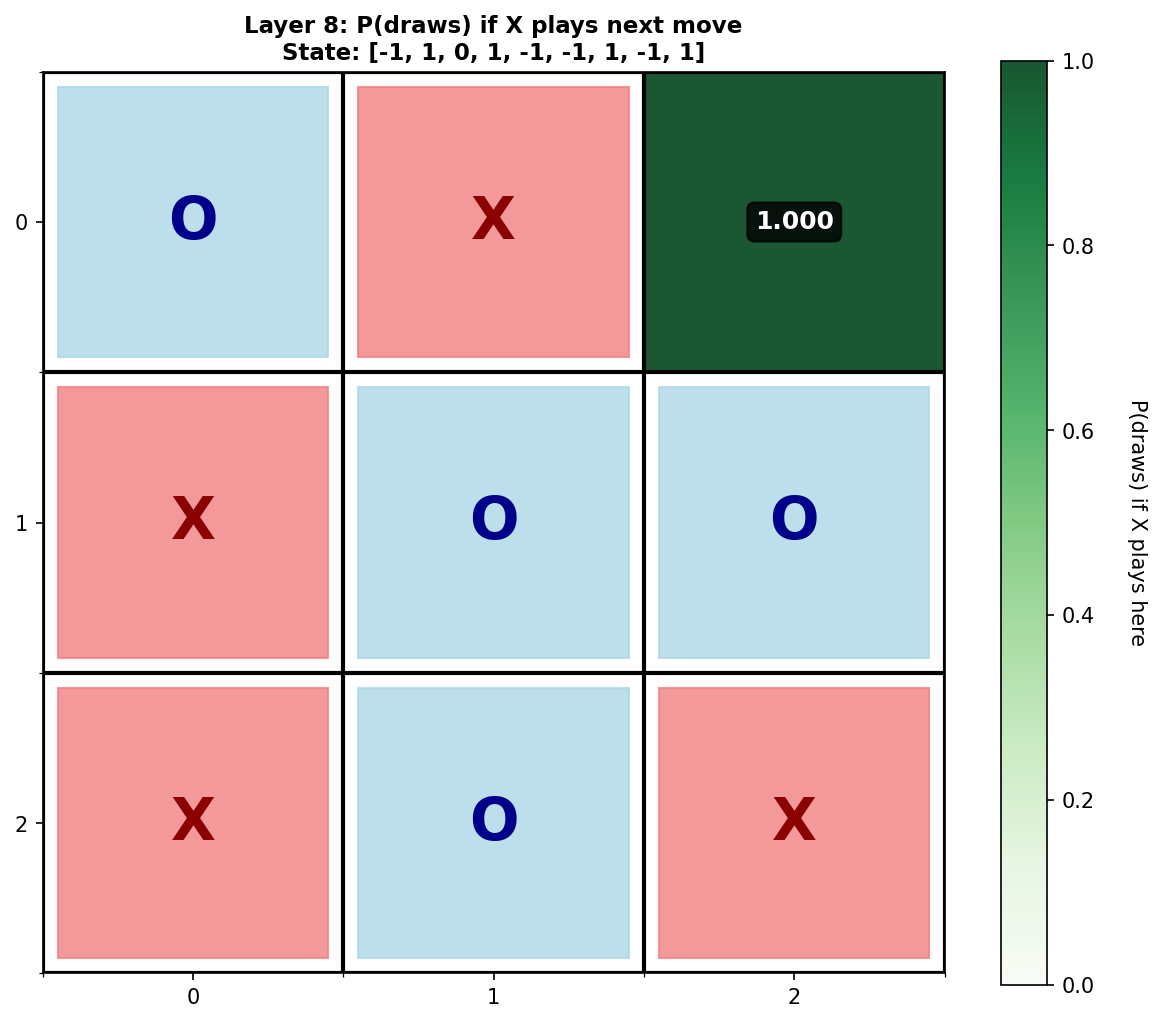 Layer 8: P(draws) if X plays next move
State: [-1, 1, 0, 1, -1, -1, 1, -1, 1]
O X 1.000
X O O
X O X
0
1
2
0 1 2
1.0
0.8
0.6
0.4
0.2
0.0
P(draws) if X plays here